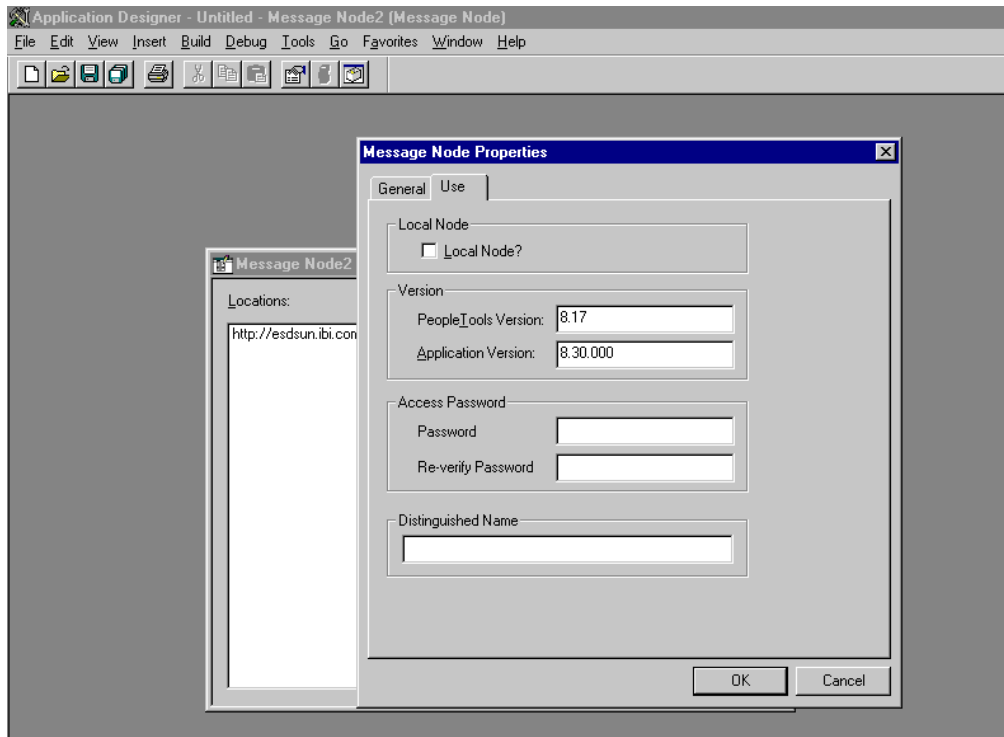 Application Designer - Untitled - Message Node2 (Message Node)
File Edit View Insert Build Debug Tools Go Favorites Window Help
Message Node Properties
General Use
Local Node
Local Node?
Message Node2
Version
Locations:
PeopleTools Version: 8.17
http://esdsun.ibi.con
Application Version: 8.30.000
Access Password
Password
Re-verify Password
Distinguished Name
OK Cancel